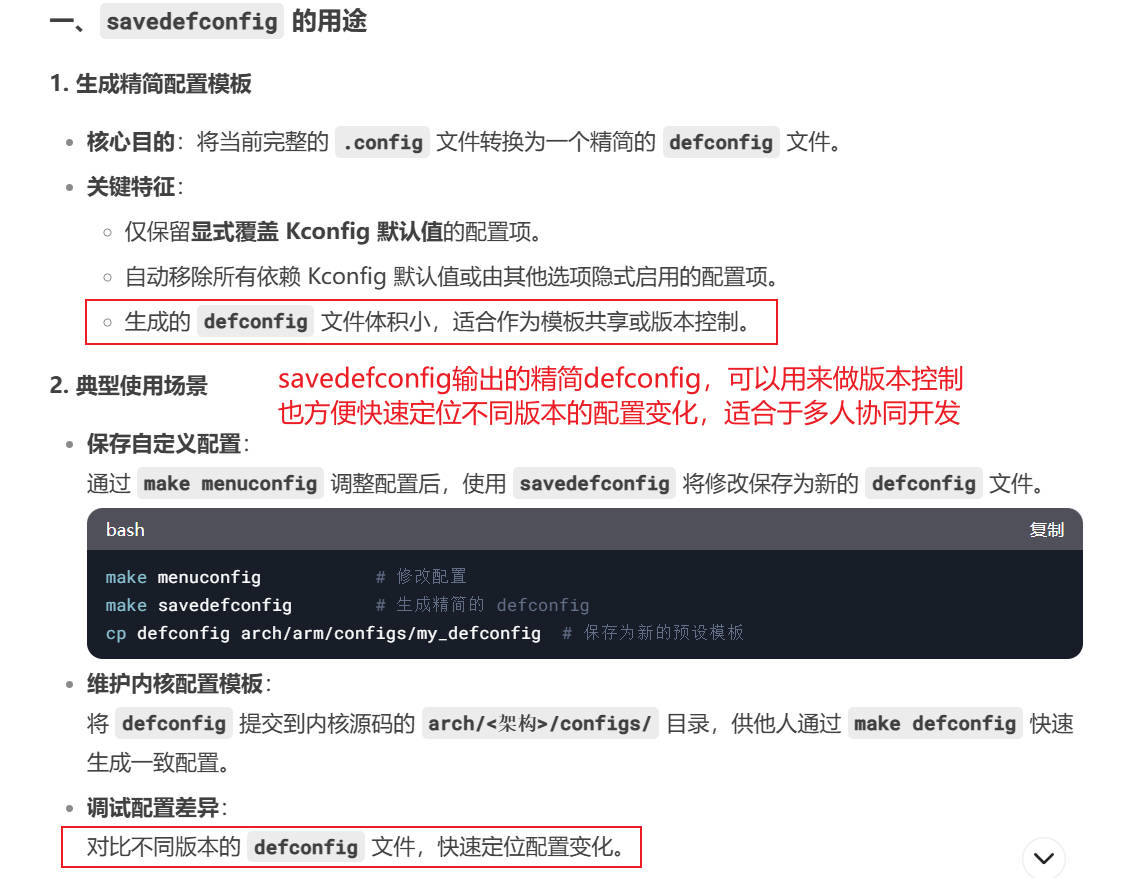 一、 savedefconfig 的用途
1. 生成精简配置模板
核心目的：将当前完整的 .config 文件转换为一个精简的 defconfig 文件。
关键特征：
仅保留显式覆盖 Kconfig 默认值的配置项。
自动移除所有依赖 Kconfig 默认值或由其他选项隐式启用的配置项。
生成的 defconfig 文件体积小，适合作为模板共享或版本控制。
2. 典型使用场景
savedefconfig输出的精简defconfig，可以用来做版本控制
也方便快速定位不同版本的配置变化，适合于多人协同开发
保存自定义配置：
通过 make menuconfig 调整配置后，使用 savedefconfig 将修改保存为新的 defconfig 文件。
bash 复制
make menuconfig # 修改配置
make savedefconfig # 生成精简的 defconfig
cp defconfig arch/arm/configs/my_defconfig # 保存为新的预设模板
维护内核配置模板：
将 defconfig 提交到内核源码的 arch/<架构>/configs/ 目录，供他人通过 make defconfig 快速
生成一致配置。
调试配置差异：
对比不同版本的 defconfig 文件，快速定位配置变化。